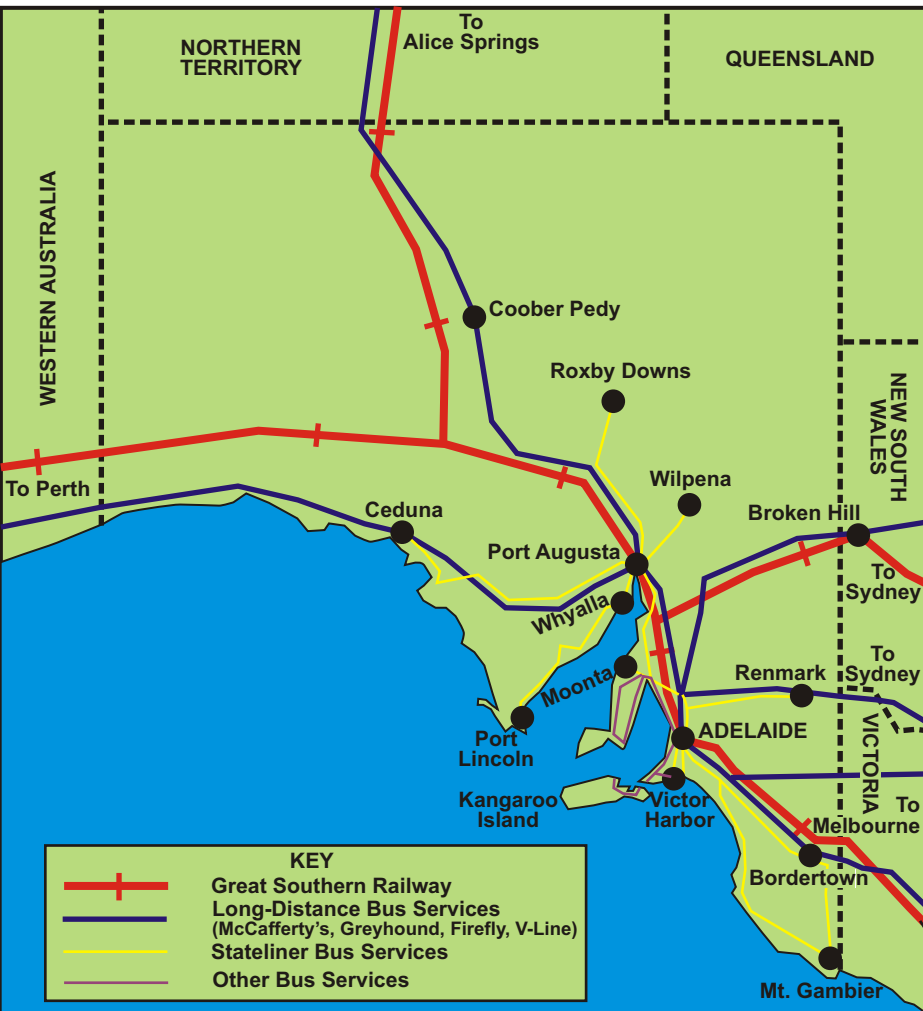 To
Alice Springs
NORTHERN
TERRITORY
QUEENSLAND
WESTERN AUSTRALIA
Coober Pedy
Roxby Downs
NEW SOUTH
WALES
To Perth
Wilpena
Ceduna
Broken Hill
Port Augusta
To
Sydney
Whyalla
Moonta
Renmark
To
Sydney
Port
Lincoln
ADELAIDE
VICTORIA
Kangaroo
Island
Victor
Harbor
To
Melbourne
Bordertown
Mt. Gambier
KEY
Great Southern Railway
Long-Distance Bus Services
(McCafferty's, Greyhound, Firefly, V-Line)
Stateliner Bus Services
Other Bus Services